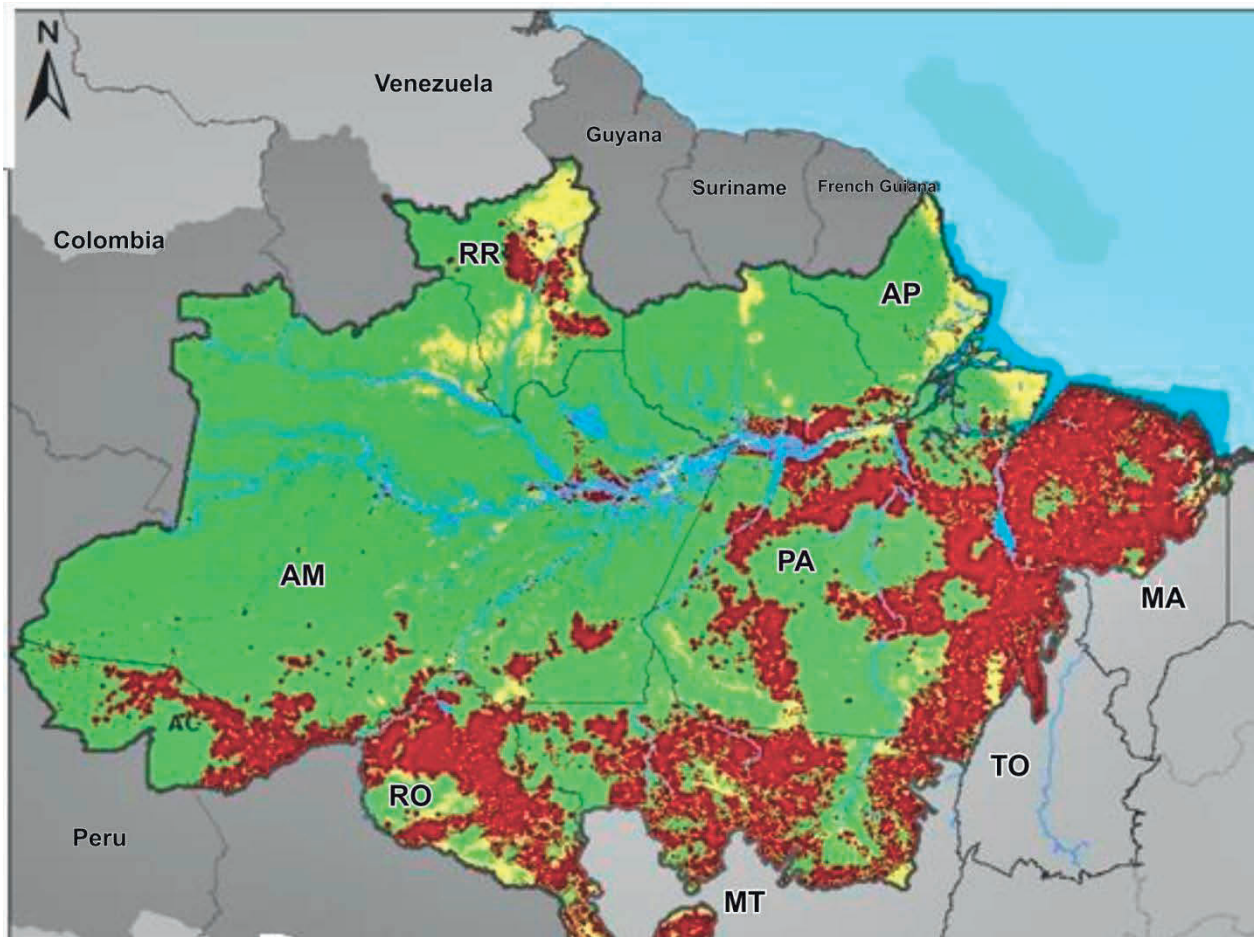 N
Venezuela
Guyana
Suriname
French Guiana
Colombia
RR
AP
AM
PA
MA
AC
RO
TO
Peru
MT